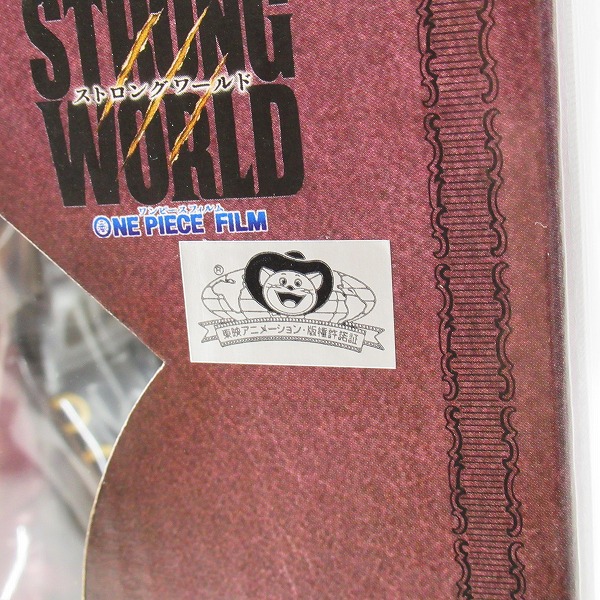 STRONG
ストロングワールド
WORLD
ワンピースフィルム
ONE PIECE FILM
®
東映アニメーション・版権許諾証